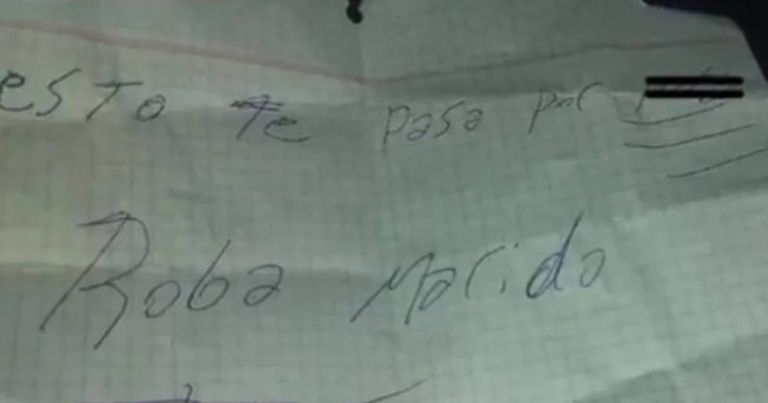 esto te pasa por
Roba Marido